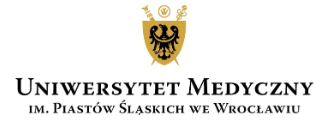 UNIWERSYTET MEDYCZNY
IM. PIASTÓW ŚLĄSKICH WE WROCŁAWIU